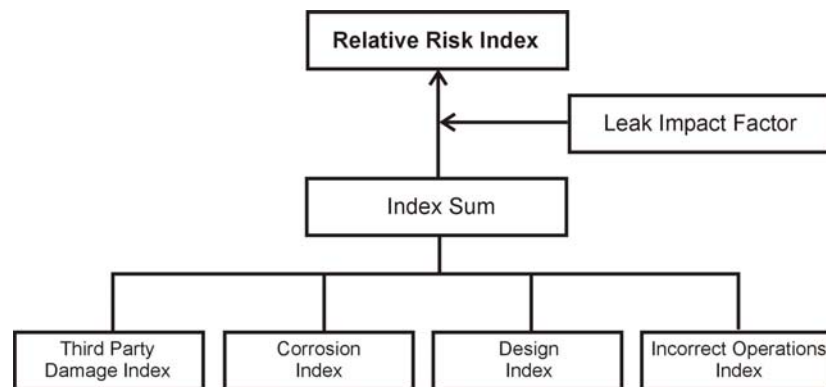 Relative Risk Index
Leak Impact Factor
Index Sum
Third Party
Damage Index
Corrosion
Index
Design
Index
Incorrect Operations
Index